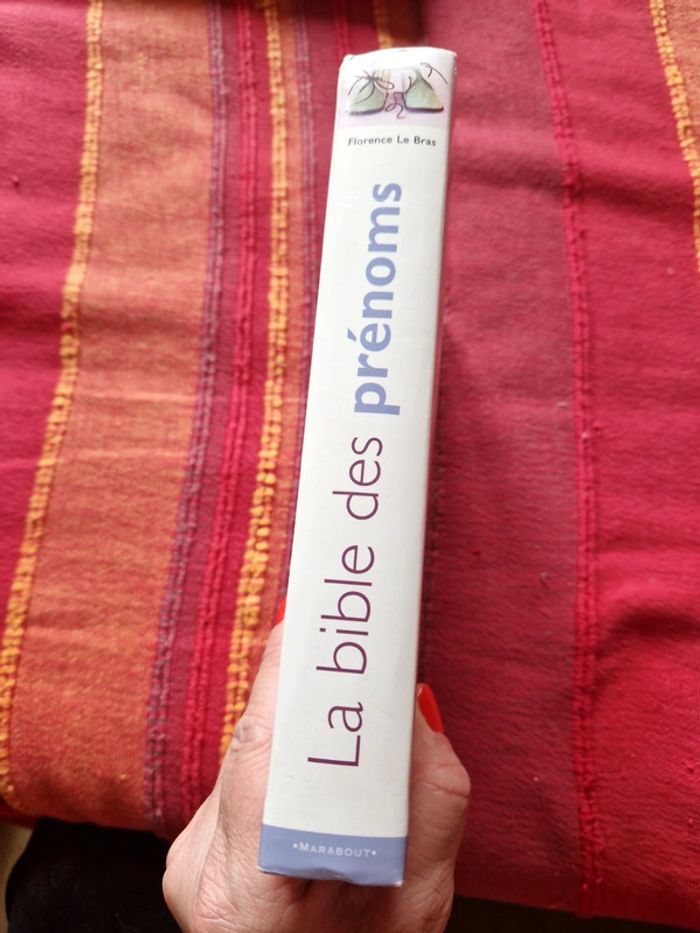 Florence Le Bras
La bible des prénoms
•MARABOUT•